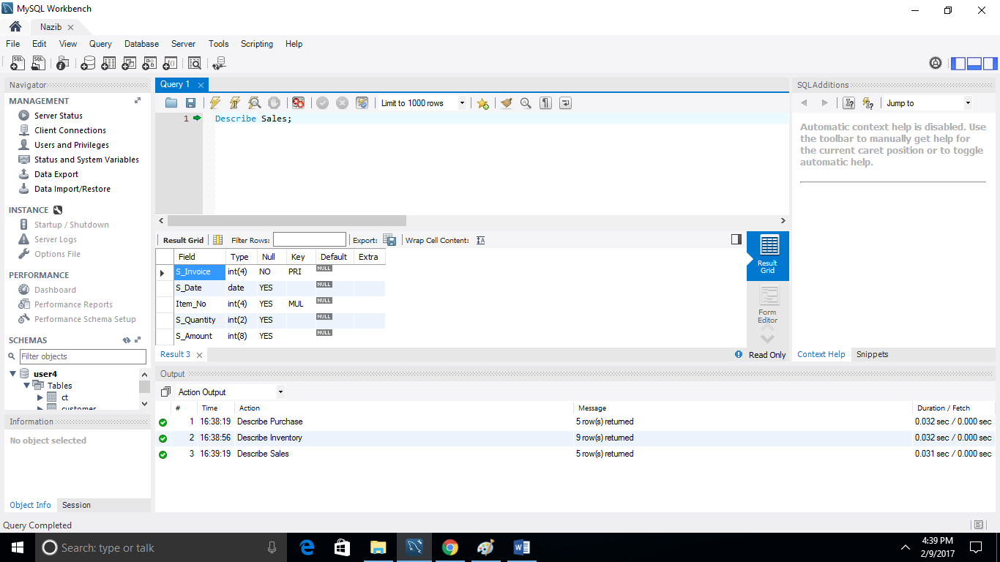 MySQL Workbench
Nazib
File Edit View Query Database Server Tools Scripting Help
Navigator
MANAGEMENT
Server Status
Client Connections
Users and Privileges
Status and System Variables
Data Export
Data Import/Restore
INSTANCE
Startup / Shutdown
Server Logs
Options File
PERFORMANCE
Dashboard
Performance Reports
Performance Schema Setup
SCHEMAS
Filter objects
user4
Tables
ct
customer
Information
No object selected
Object Info Session
Query Completed
Query 1
Limit to 1000 rows
1 Describe Sales;
Result Grid Filter Rows: Export: Wrap Cell Content:
Field Type Null Key Default Extra
S_Invoice int(4) NO PRI NULL
S_Date date YES NULL
Item_No int(4) YES MUL NULL
S_Quantity int(2) YES NULL
S_Amount int(8) YES NULL
Result Grid
Form Editor
Result 3 Read Only
Output
Action Output
# Time Action Message Duration / Fetch
1 16:38:19 Describe Purchase 5 row(s) returned 0.032 sec / 0.000 sec
2 16:38:56 Describe Inventory 9 row(s) returned 0.032 sec / 0.000 sec
3 16:39:19 Describe Sales 5 row(s) returned 0.031 sec / 0.000 sec
SQLAdditions
Jump to
Automatic context help is disabled. Use
the toolbar to manually get help for
the current caret position or to toggle
automatic help.
Context Help Snippets
Search: type or talk
4:39 PM
2/9/2017